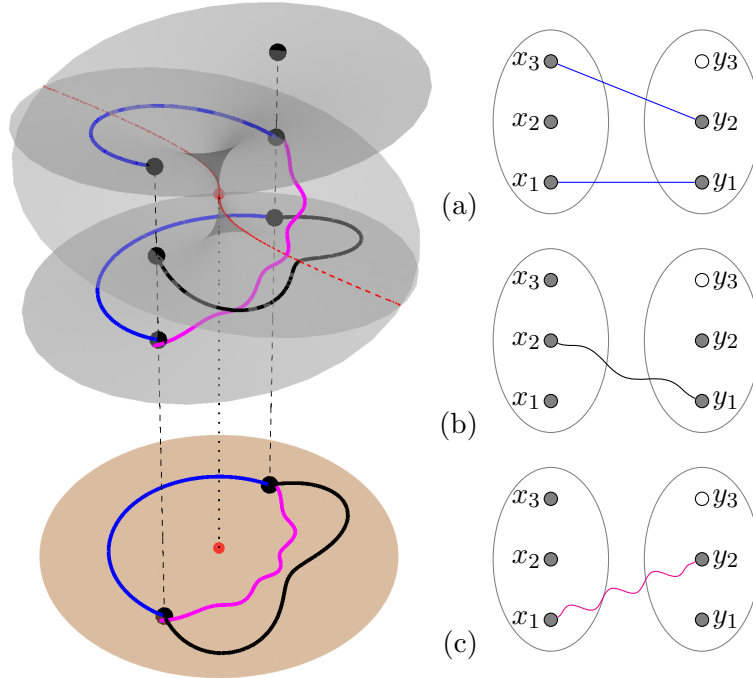 x₃ y₃
x₂ y₂
x₁ y₁
(a)
x₃ y₃
x₂ y₂
x₁ y₁
(b)
x₃ y₃
x₂ y₂
x₁ y₁
(c)